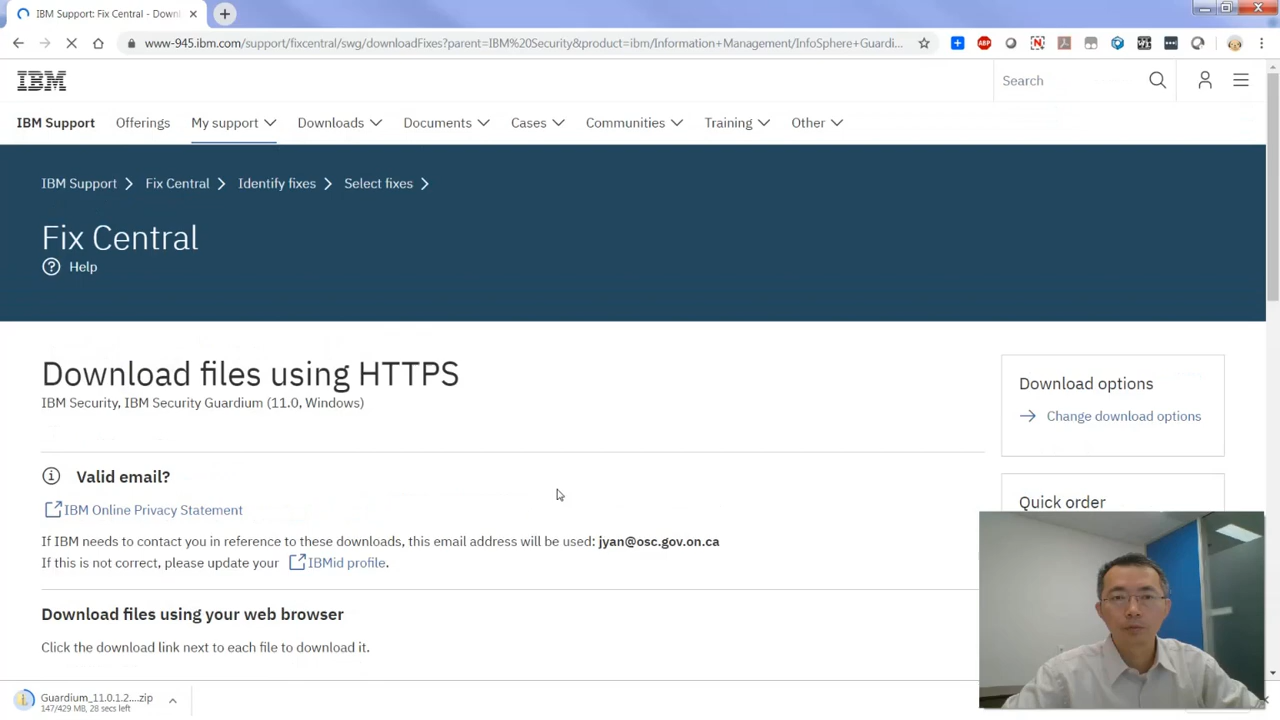 IBM Support: Fix Central - Down
www-945.ibm.com/support/fixcentral/swg/downloadFixes?parent=IBM%20Security&product=ibm/Information+Management/InfoSphere+Guardi...
IBM
Search
IBM Support Offerings My support Downloads Documents Cases Communities Training Other
IBM Support Fix Central Identify fixes Select fixes
Fix Central
Help
Download files using HTTPS
IBM Security, IBM Security Guardium (11.0, Windows)
Download options
Change download options
Valid email?
Quick order
IBM Online Privacy Statement
If IBM needs to contact you in reference to these downloads, this email address will be used: jyan@osc.gov.on.ca
If this is not correct, please update your IBMid profile.
Download files using your web browser
Click the download link next to each file to download it.
Guardium_11.0.1.2....zip
147/429 MB, 28 secs left